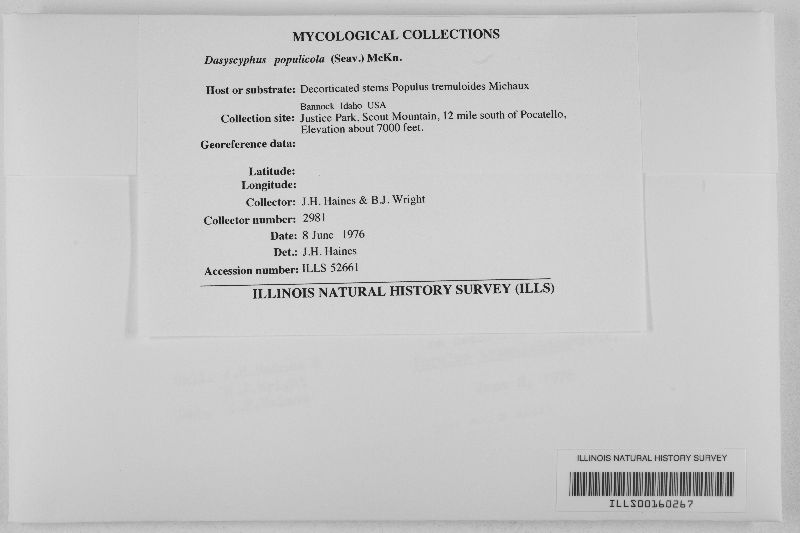 MYCOLOGICAL COLLECTIONS
Dasyscyphus populicola (Seav.) McKn.
Host or substrate: Decorticated stems Populus tremuloides Michaux
Bannock Idaho USA
Collection site: Justice Park, Scout Mountain, 12 mile south of Pocatello,
Elevation about 7000 feet.
Georeference data:
Latitude:
Longitude:
Collector: J.H. Haines & B.J. Wright
Collector number: 2981
Date: 8 June 1976
Det.: J.H. Haines
Accession number: ILLS 52661
ILLINOIS NATURAL HISTORY SURVEY (ILLS)
ILLINOIS NATURAL HISTORY SURVEY
ILLS00160267